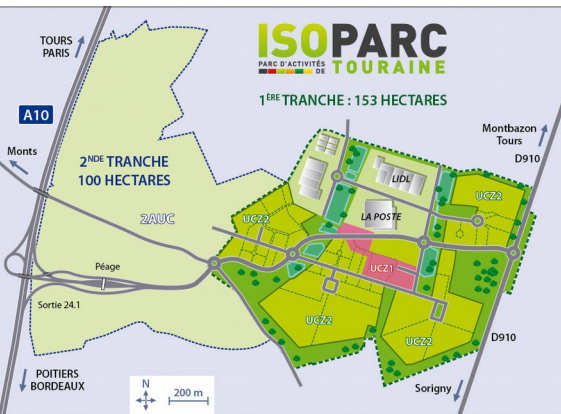 ISOPARC
PARC D'ACTIVITÉS
DE
TOURAINE
1ÈRE TRANCHE : 153 HECTARES
TOURS
PARIS
A10
Monts
2NDE TRANCHE
100 HECTARES
2AUC
Montbazon
Tours
D910
LIDL
UCZ2
LA POSTE
UCZ2
UCZ1
Péage
Sortie 24.1
UCZ2
UCZ2
D910
POITIERS
BORDEAUX
N
200 m
Sorigny